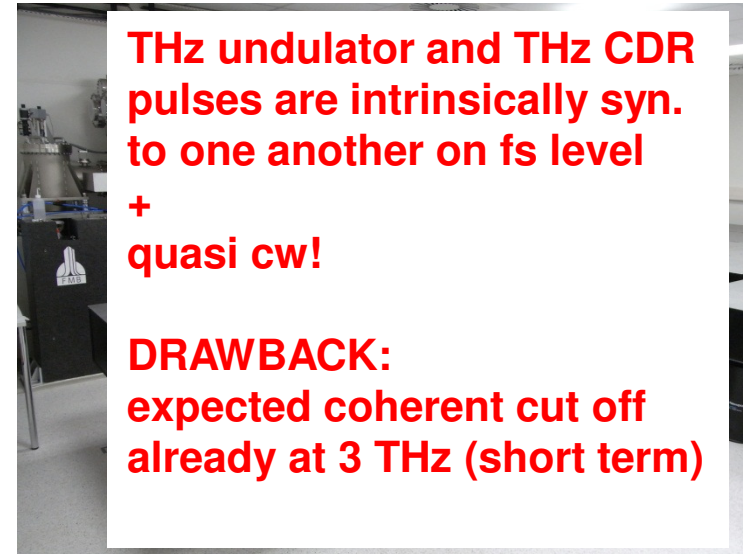 THz undulator and THz CDR
pulses are intrinsically syn.
to one another on fs level
+
quasi cw!
DRAWBACK:
expected coherent cut off
already at 3 THz (short term)
FMB